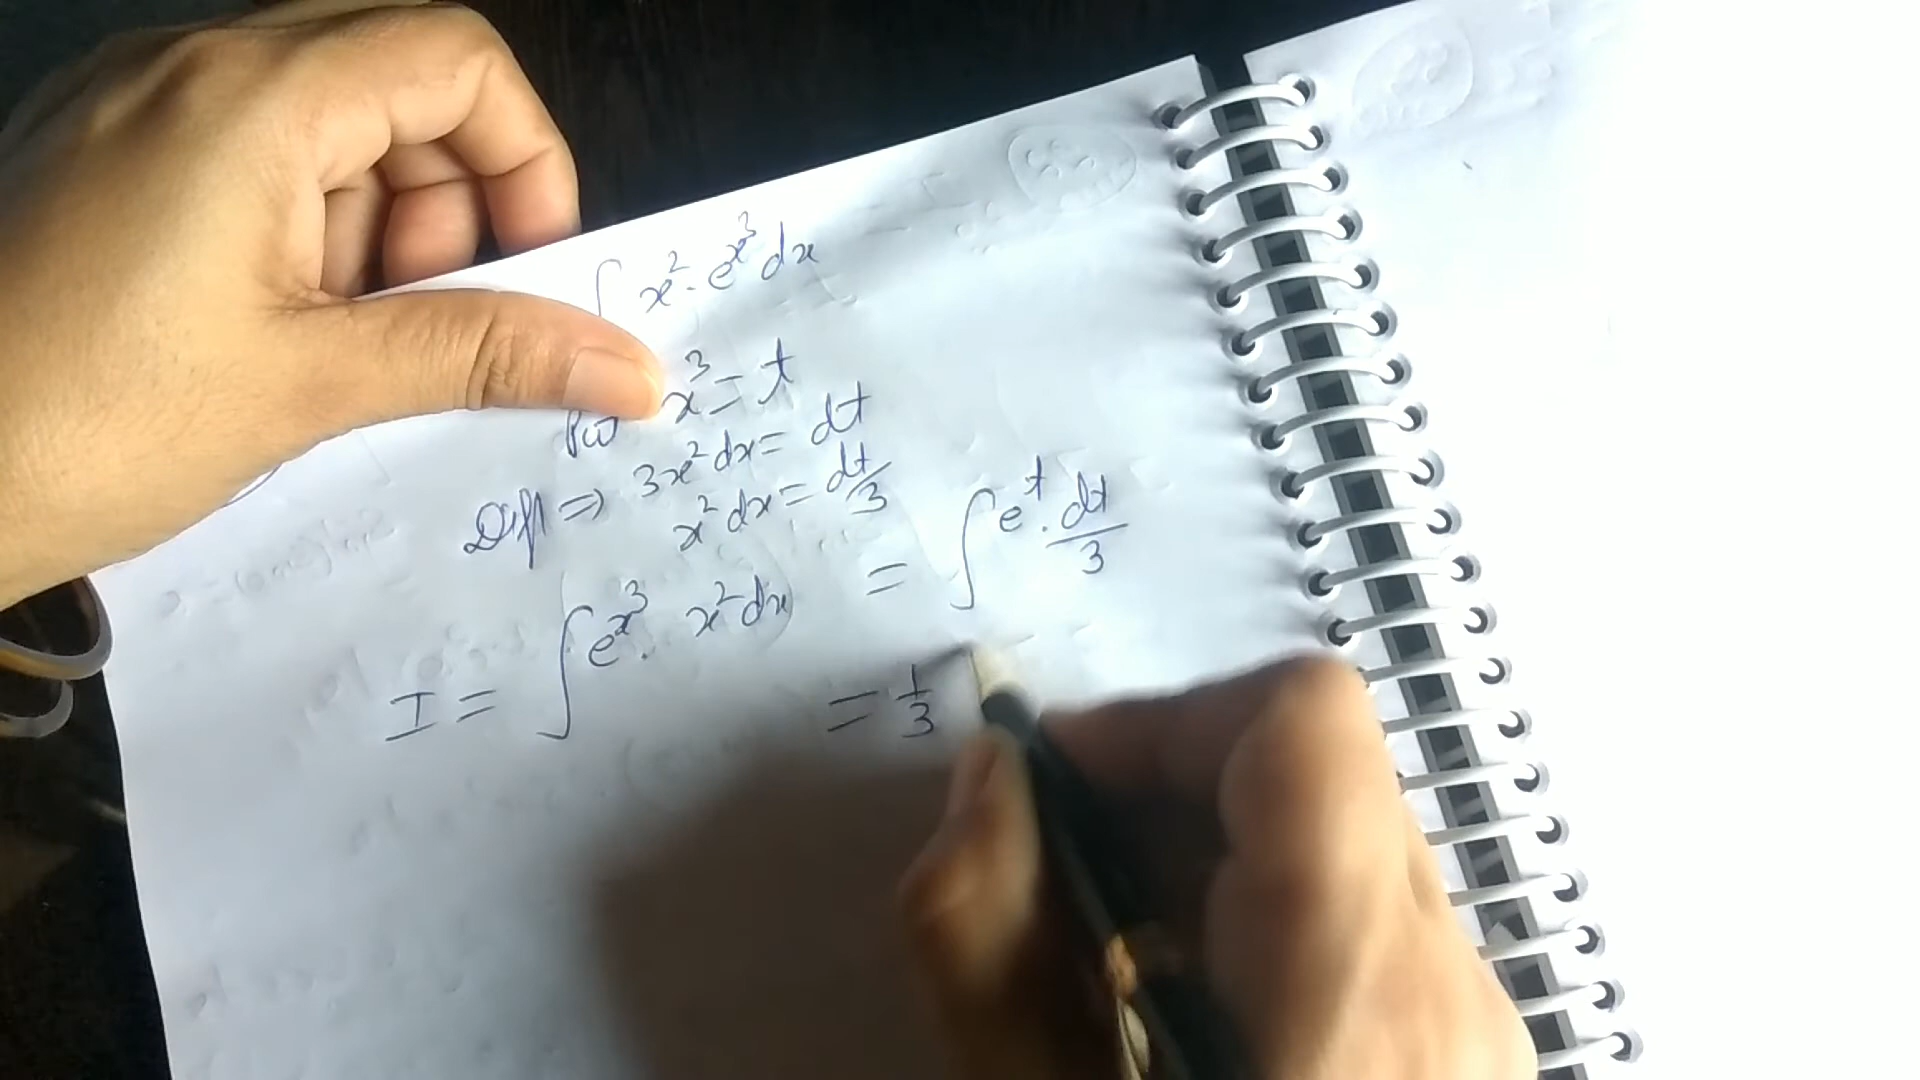 ∫ x². e^x³ dx
x³ = t
Diff ⇒ 3x² dx = dt
x² dx = dt/3
I = ∫ e^x³ . x² dx = ∫ e^t . dt/3
= 1/3